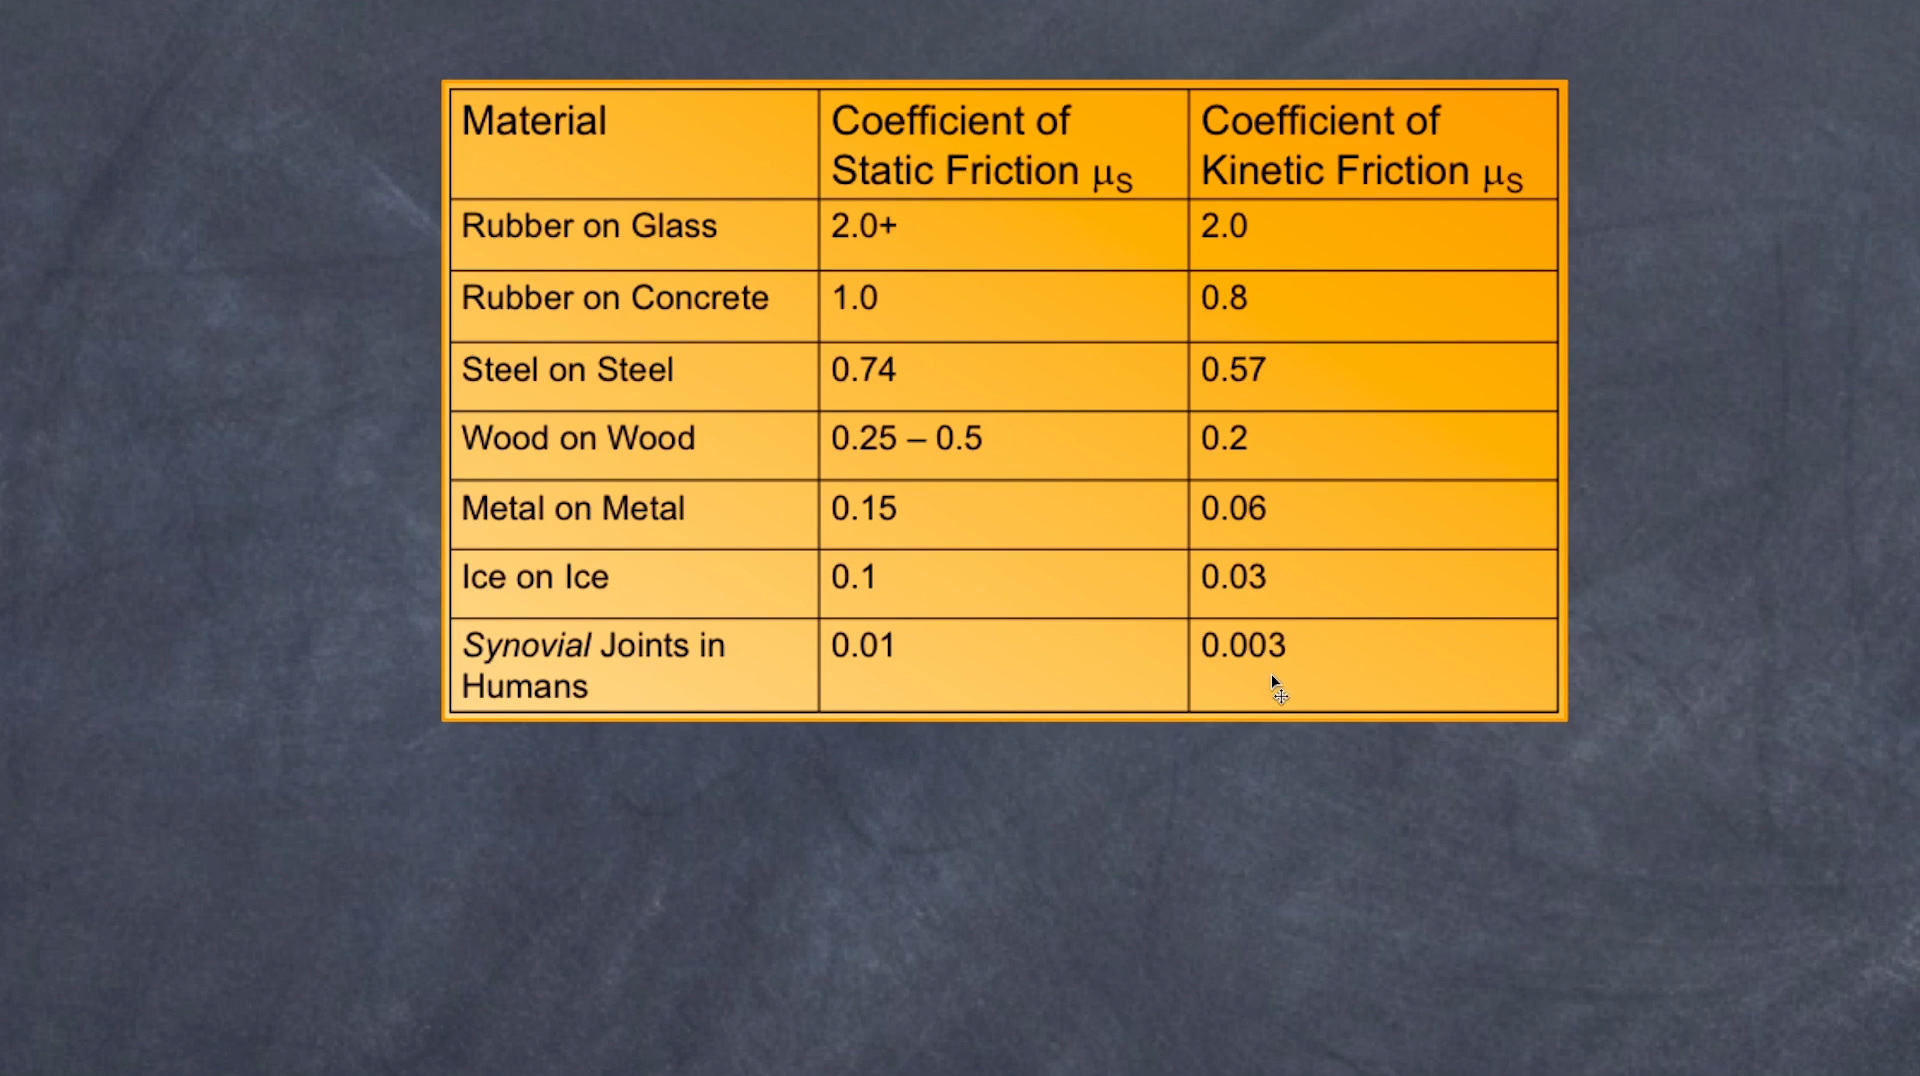 Material
Coefficient of
Static Friction μS
Coefficient of
Kinetic Friction μS
Rubber on Glass
2.0+
2.0
Rubber on Concrete
1.0
0.8
Steel on Steel
0.74
0.57
Wood on Wood
0.25 – 0.5
0.2
Metal on Metal
0.15
0.06
Ice on Ice
0.1
0.03
Synovial Joints in
Humans
0.01
0.003